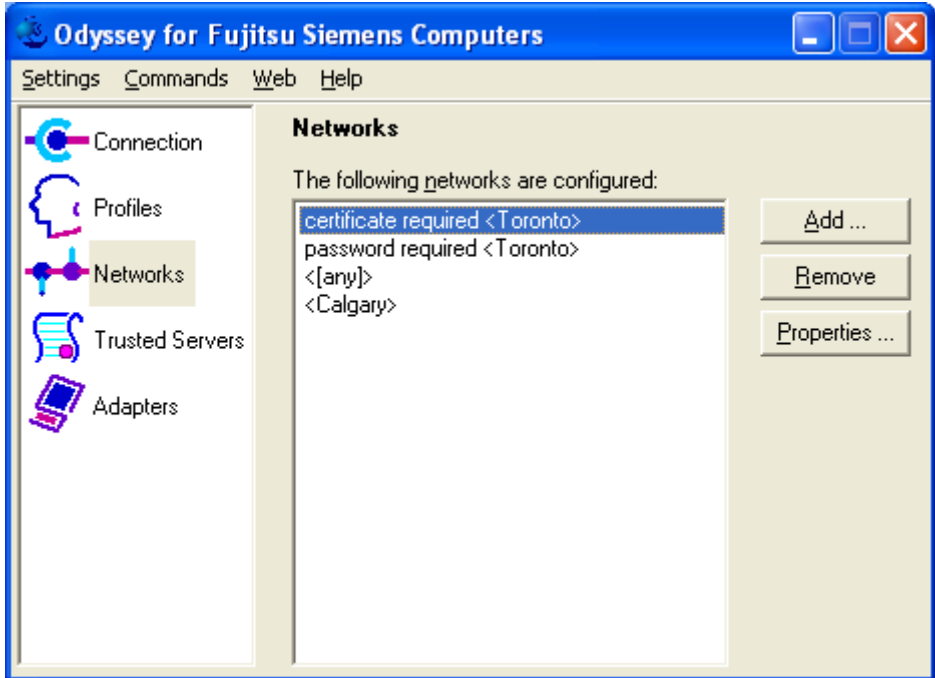 Odyssey for Fujitsu Siemens Computers
Settings Commands Web Help
Connection
Profiles
Networks
Trusted Servers
Adapters
Networks
The following networks are configured:
certificate required <Toronto>
password required <Toronto>
<[any]>
<Calgary>
Add ...
Remove
Properties ...